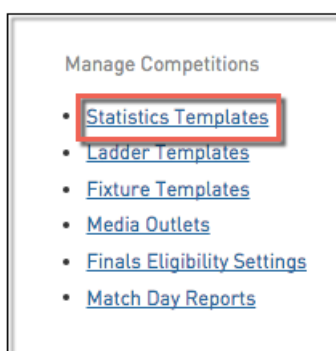 Manage Competitions
• Statistics Templates
• Ladder Templates
• Fixture Templates
• Media Outlets
• Finals Eligibility Settings
• Match Day Reports